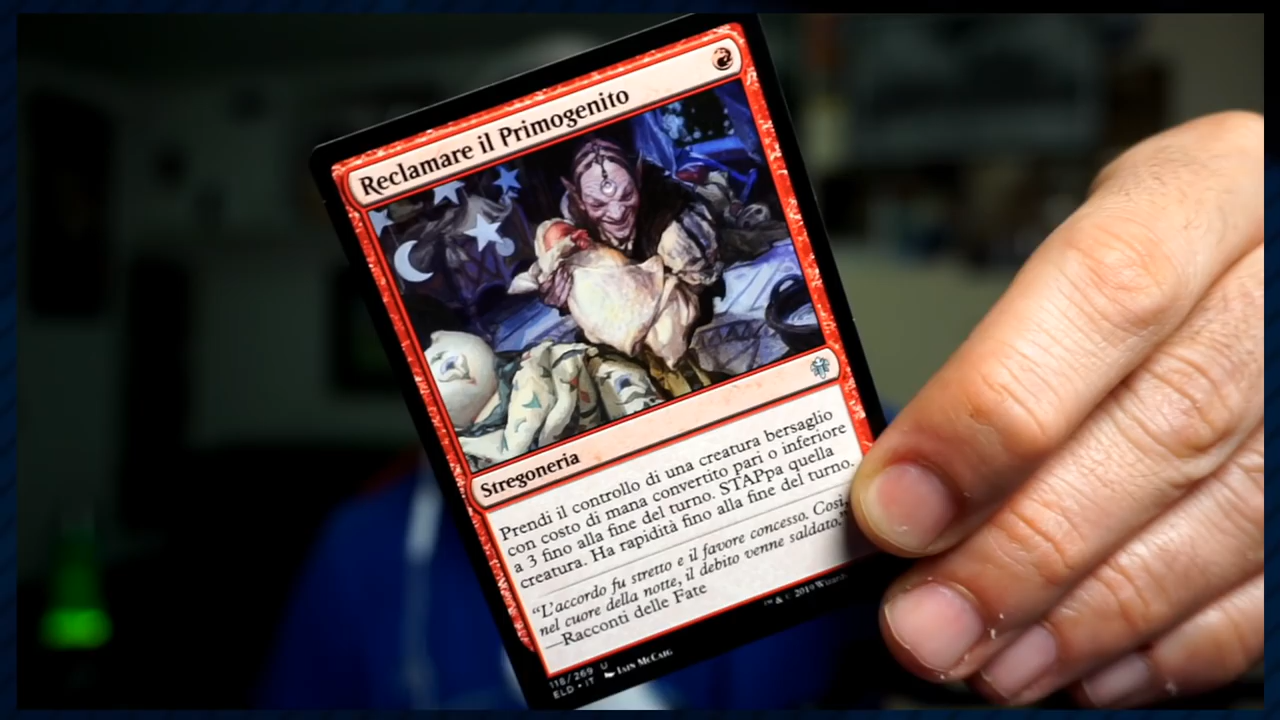 Reclamare il Primogenito
Stregoneria
Prendi il controllo di una creatura bersaglio
con costo di mana convertito pari o inferiore
a 3 fino alla fine del turno. STAPpa quella
creatura. Ha rapidità fino alla fine del turno.
“L’accordo fu stretto e il favore concesso. Così,
nel cuore della notte, il debito venne saldato.”
—Racconti delle Fate
118/269 U
ELD • IT Iain McCaig
™ & © 2019 Wizards